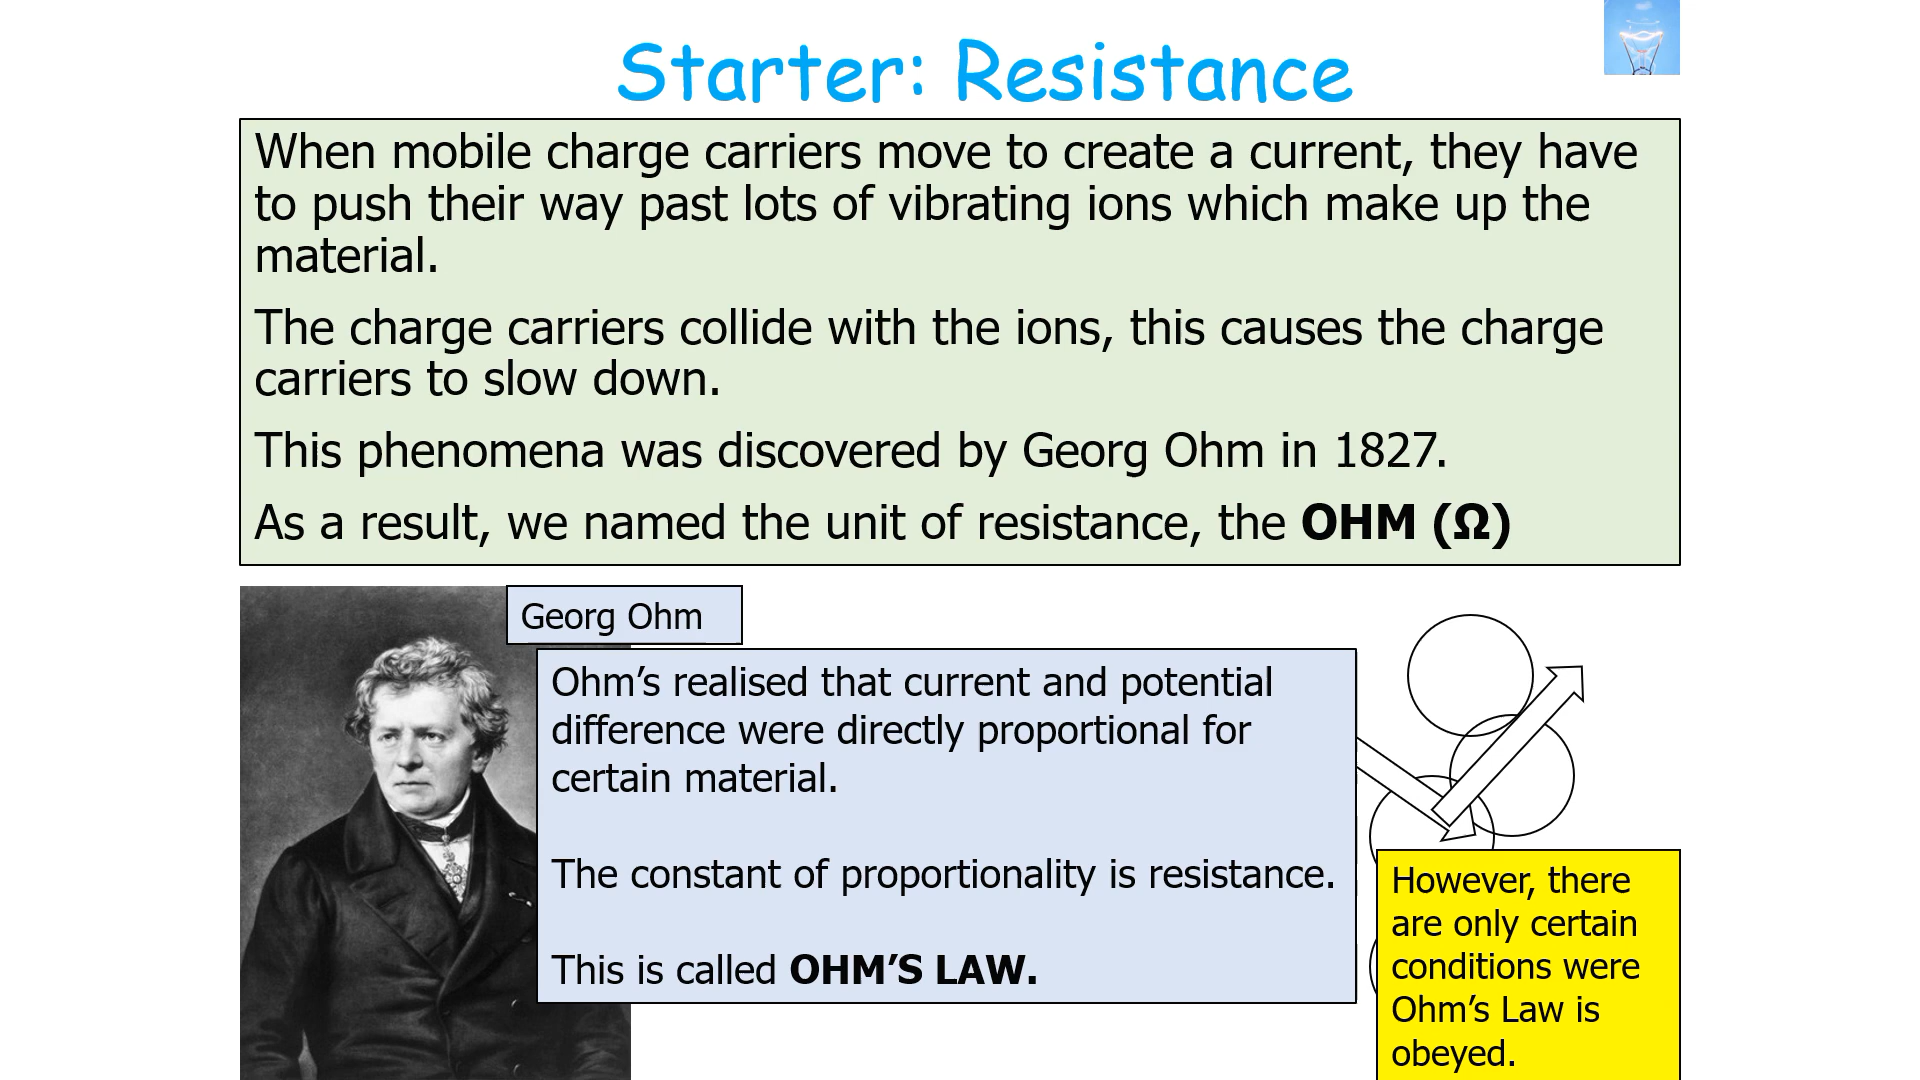 Starter: Resistance
When mobile charge carriers move to create a current, they have
to push their way past lots of vibrating ions which make up the
material.
The charge carriers collide with the ions, this causes the charge
carriers to slow down.
This phenomena was discovered by Georg Ohm in 1827.
As a result, we named the unit of resistance, the OHM (Ω)
Georg Ohm
Ohm’s realised that current and potential
difference were directly proportional for
certain material.
The constant of proportionality is resistance.
This is called OHM’S LAW.
However, there
are only certain
conditions were
Ohm’s Law is
obeyed.